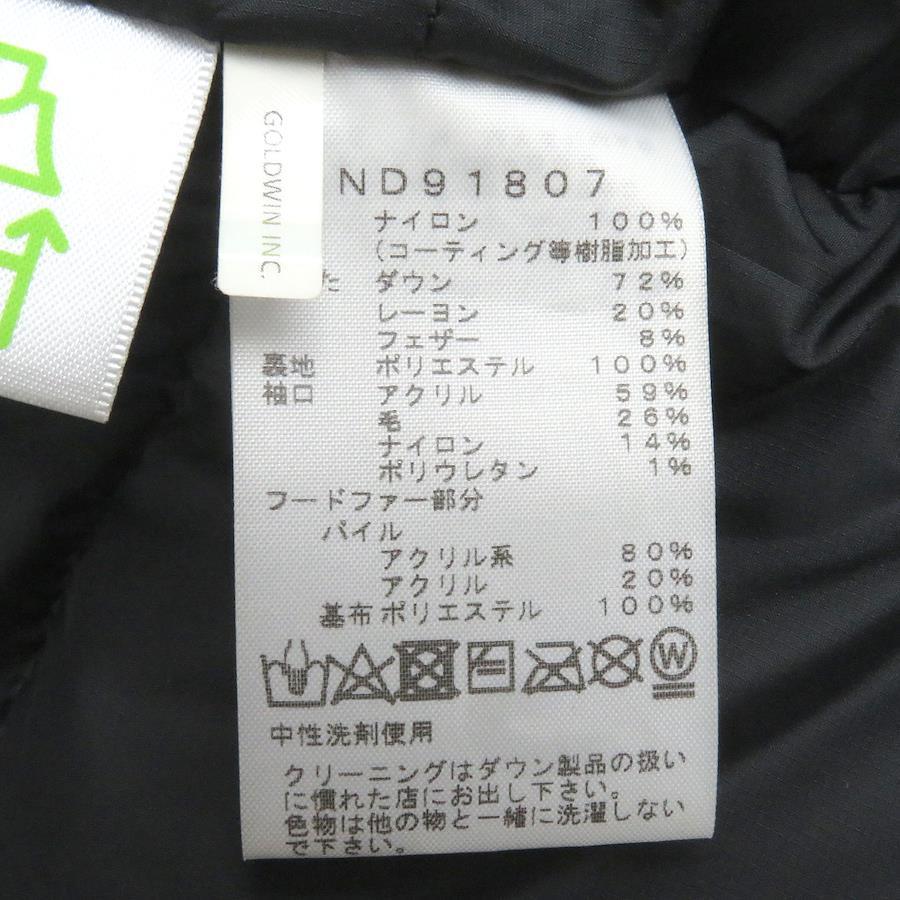 GOLDWIN INC.
ND91807
ナイロン 100%
(コーティング等樹脂加工)
た ダウン 72%
レーヨン 20%
フェザー 8%
裏地 ポリエステル 100%
袖口 アクリル 59%
毛 26%
ナイロン 14%
ポリウレタン 1%
フードファー部分
パイル
アクリル系 80%
アクリル 20%
基布 ポリエステル 100%
W
中性洗剤使用
クリーニングはダウン製品の扱い
に慣れた店にお出し下さい。
色物は他の物と一緒に洗濯しない
で下さい。